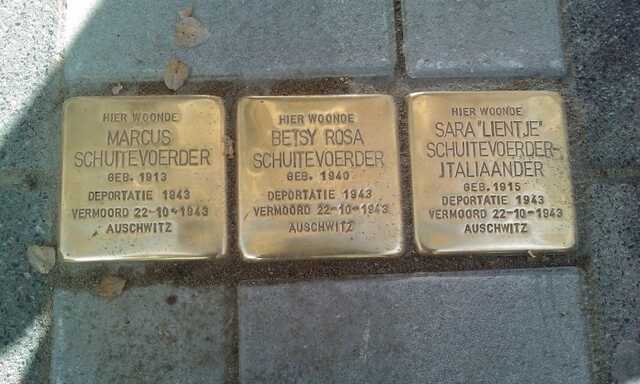 HIER WOONDE
MARCUS
SCHUITEVOERDER
GEB. 1913
DEPORTATIE 1943
VERMOORD 22-10-1943
AUSCHWITZ
HIER WOONDE
BETSY ROSA
SCHUITEVOERDER
GEB. 1940
DEPORTATIE 1943
VERMOORD 22-10-1943
AUSCHWITZ
HIER WOONDE
SARA "LIENTJE"
SCHUITEVOERDER-
JTALIAANDER
GEB. 1915
DEPORTATIE 1943
VERMOORD 22-10-1943
AUSCHWITZ